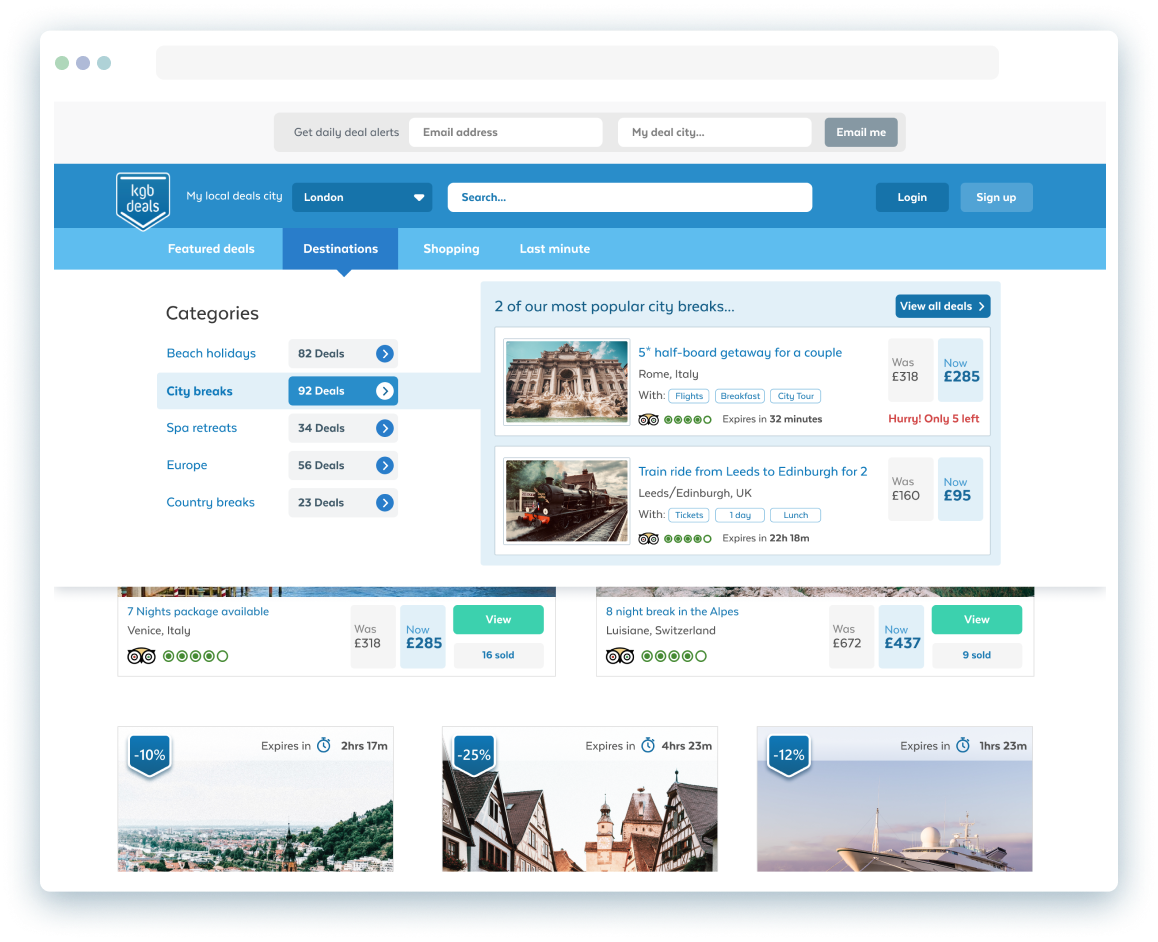 Get daily deal alerts Email address My deal city... Email me
kgb
deals
My local deals city London Search... Login Sign up
Featured deals Destinations Shopping Last minute
Categories
Beach holidays 82 Deals
City breaks 92 Deals
Spa retreats 34 Deals
Europe 56 Deals
Country breaks 23 Deals
2 of our most popular city breaks... View all deals
5* half-board getaway for a couple
Rome, Italy
With: Flights Breakfast City Tour
Expires in 32 minutes
Was
£318
Now
£285
Hurry! Only 5 left
Train ride from Leeds to Edinburgh for 2
Leeds/Edinburgh, UK
With: Tickets 1 day Lunch
Expires in 22h 18m
Was
£160
Now
£95
7 Nights package available
Venice, Italy
Was
£318
Now
£285
View
16 sold
8 night break in the Alpes
Luisiane, Switzerland
Was
£672
Now
£437
View
9 sold
-10% Expires in 2hrs 17m
-25% Expires in 4hrs 23m
-12% Expires in 1hrs 23m